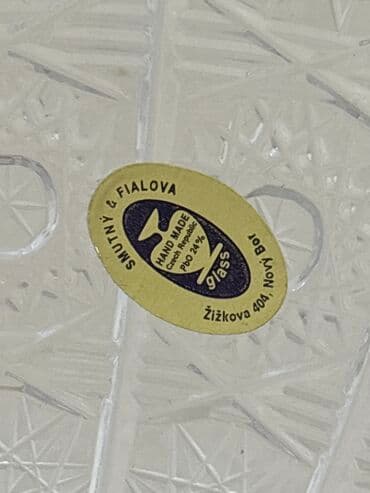 SMUTNÝ & FIALOVA
HAND MADE
Czech Republic
PbO 24%
glass
Žižkova 404, Nový Bor